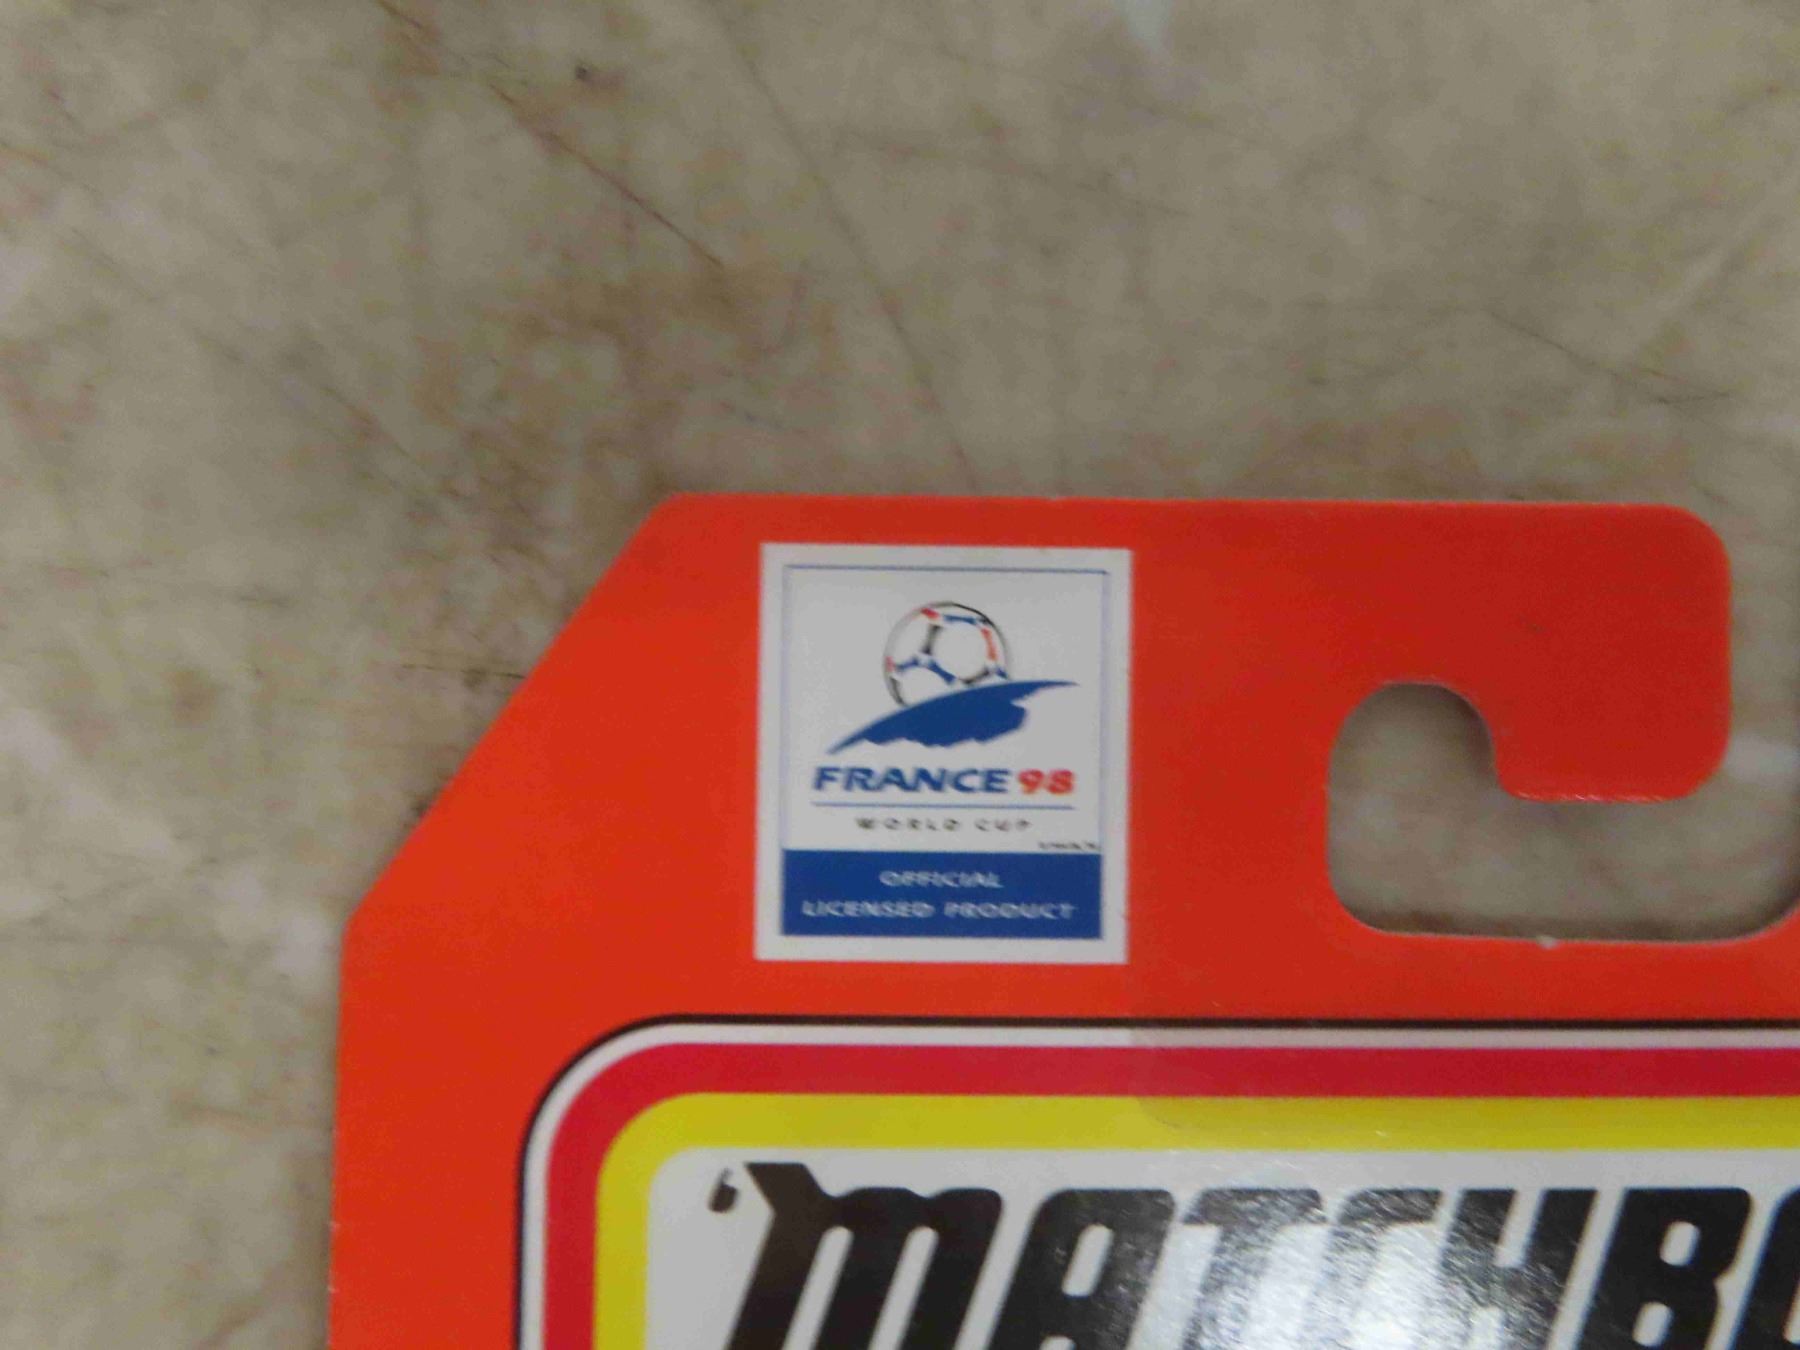 FRANCE 98
WORLD CUP
OFFICIAL
LICENSED PRODUCT
MATCHBO